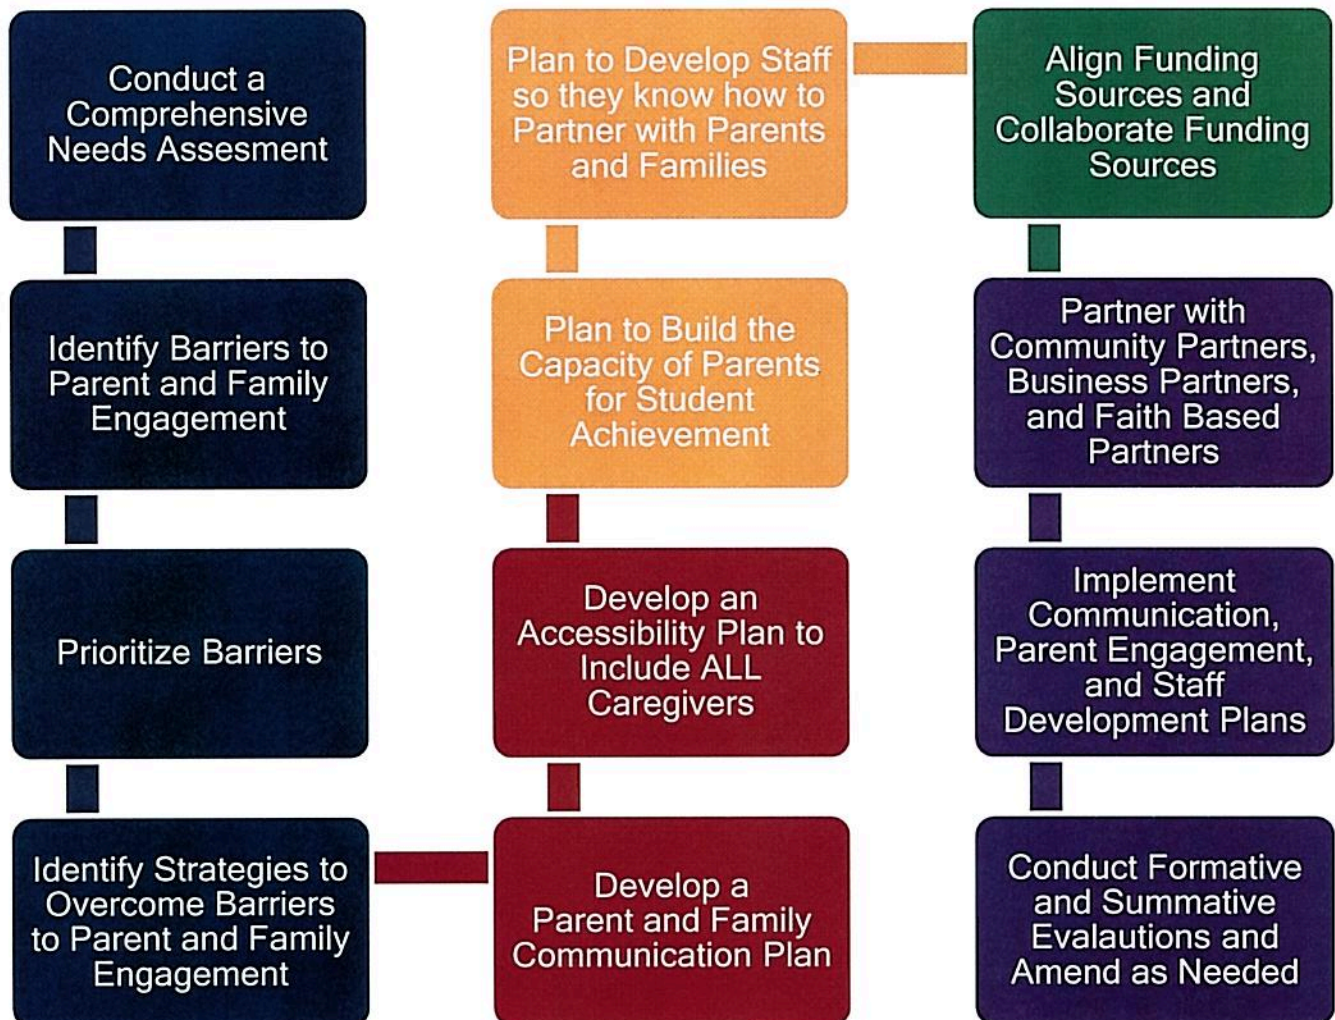 Conduct a
Comprehensive
Needs Assesment
Identify Barriers to
Parent and Family
Engagement
Prioritize Barriers
Identify Strategies to
Overcome Barriers
to Parent and Family
Engagement
Develop a
Parent and Family
Communication Plan
Develop an
Accessibility Plan to
Include ALL
Caregivers
Plan to Build the
Capacity of Parents
for Student
Achievement
Plan to Develop Staff
so they know how to
Partner with Parents
and Families
Align Funding
Sources and
Collaborate Funding
Sources
Partner with
Community Partners,
Business Partners,
and Faith Based
Partners
Implement
Communication,
Parent Engagement,
and Staff
Development Plans
Conduct Formative
and Summative
Evalautions and
Amend as Needed